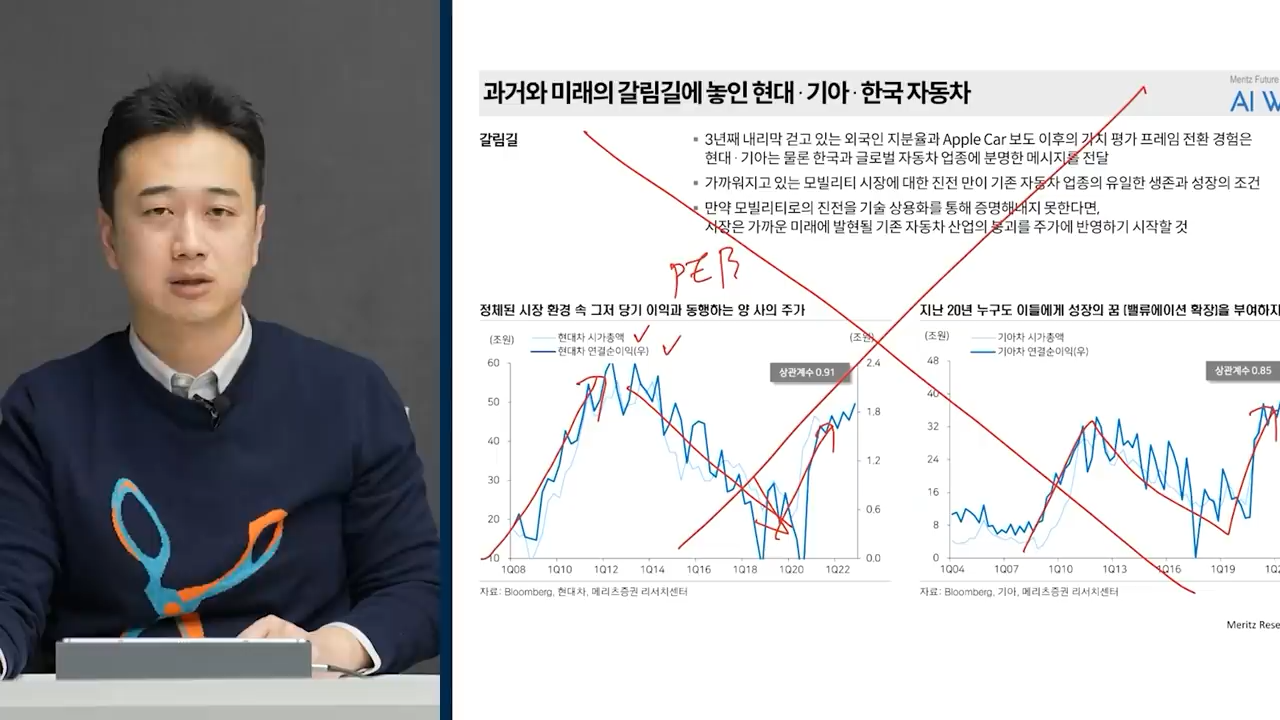 과거와 미래의 갈림길에 놓인 현대·기아·한국 자동차
Meritz Future
AI W
갈림길
▪ 3년째 내리막 걷고 있는 외국인 지분율과 Apple Car 보도 이후의 가치 평가 프레임 전환 경험은
현대·기아는 물론 한국과 글로벌 자동차 업종에 분명한 메시지를 전달
▪ 가까워지고 있는 모빌리티 시장에 대한 진전 만이 기존 자동차 업종의 유일한 생존과 성장의 조건
▪ 만약 모빌리티로의 진전을 기술 상용화를 통해 증명해내지 못한다면,
시장은 가까운 미래에 발현될 기존 자동차 산업의 붕괴를 주가에 반영하기 시작할 것
PER
정체된 시장 환경 속 그저 당기 이익과 동행하는 양 사의 주가
(조원)
현대차 시가총액
현대차 연결순이익(우)
(조원)
상관계수 0.91
60
50
40
30
20
10
2.4
1.8
1.2
0.6
0.0
1Q08 1Q10 1Q12 1Q14 1Q16 1Q18 1Q20 1Q22
자료: Bloomberg, 현대차, 메리츠증권 리서치센터
지난 20년 누구도 이들에게 성장의 꿈 (밸류에이션 확장)을 부여하지
(조원)
기아차 시가총액
기아차 연결순이익(우)
상관계수 0.85
48
40
32
24
16
8
0
1Q04 1Q07 1Q10 1Q13 1Q16 1Q19 1Q2
자료: Bloomberg, 기아, 메리츠증권 리서치센터
Meritz Rese